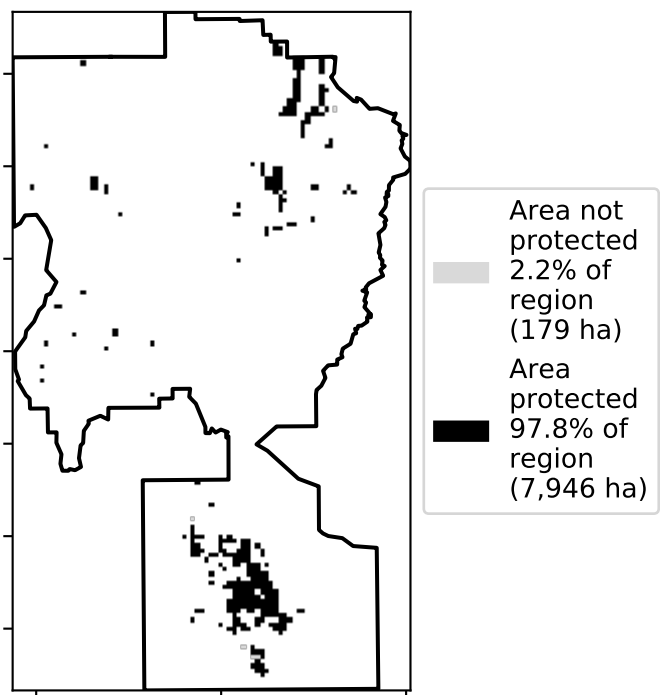 Area not
protected
2.2% of
region
(179 ha)
Area
protected
97.8% of
region
(7,946 ha)